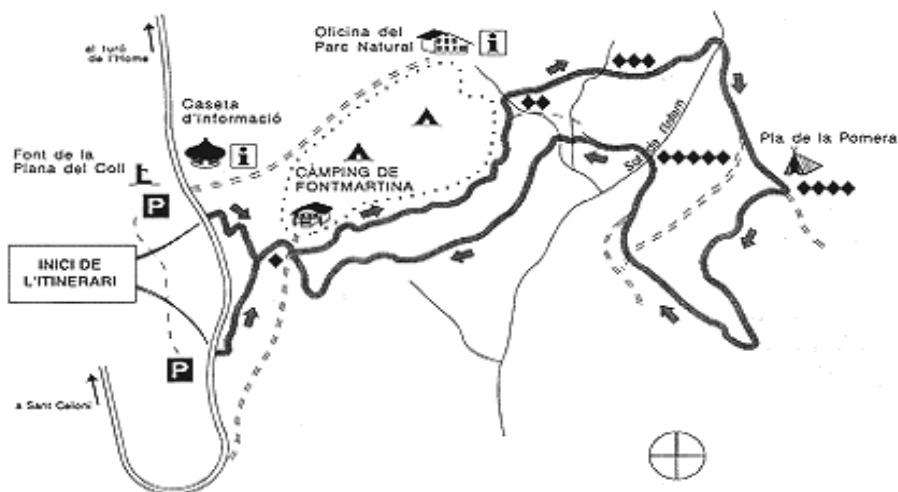 el turó
de l'Home
Oficina del
Parc Natural
i
Caseta
d'informació
i
Font de la
Plana del Coll
P
CÀMPING DE
FONTMARTINA
Pla de la Pomera
INICI DE
L'ITINERARI
P
a Sant Celoni